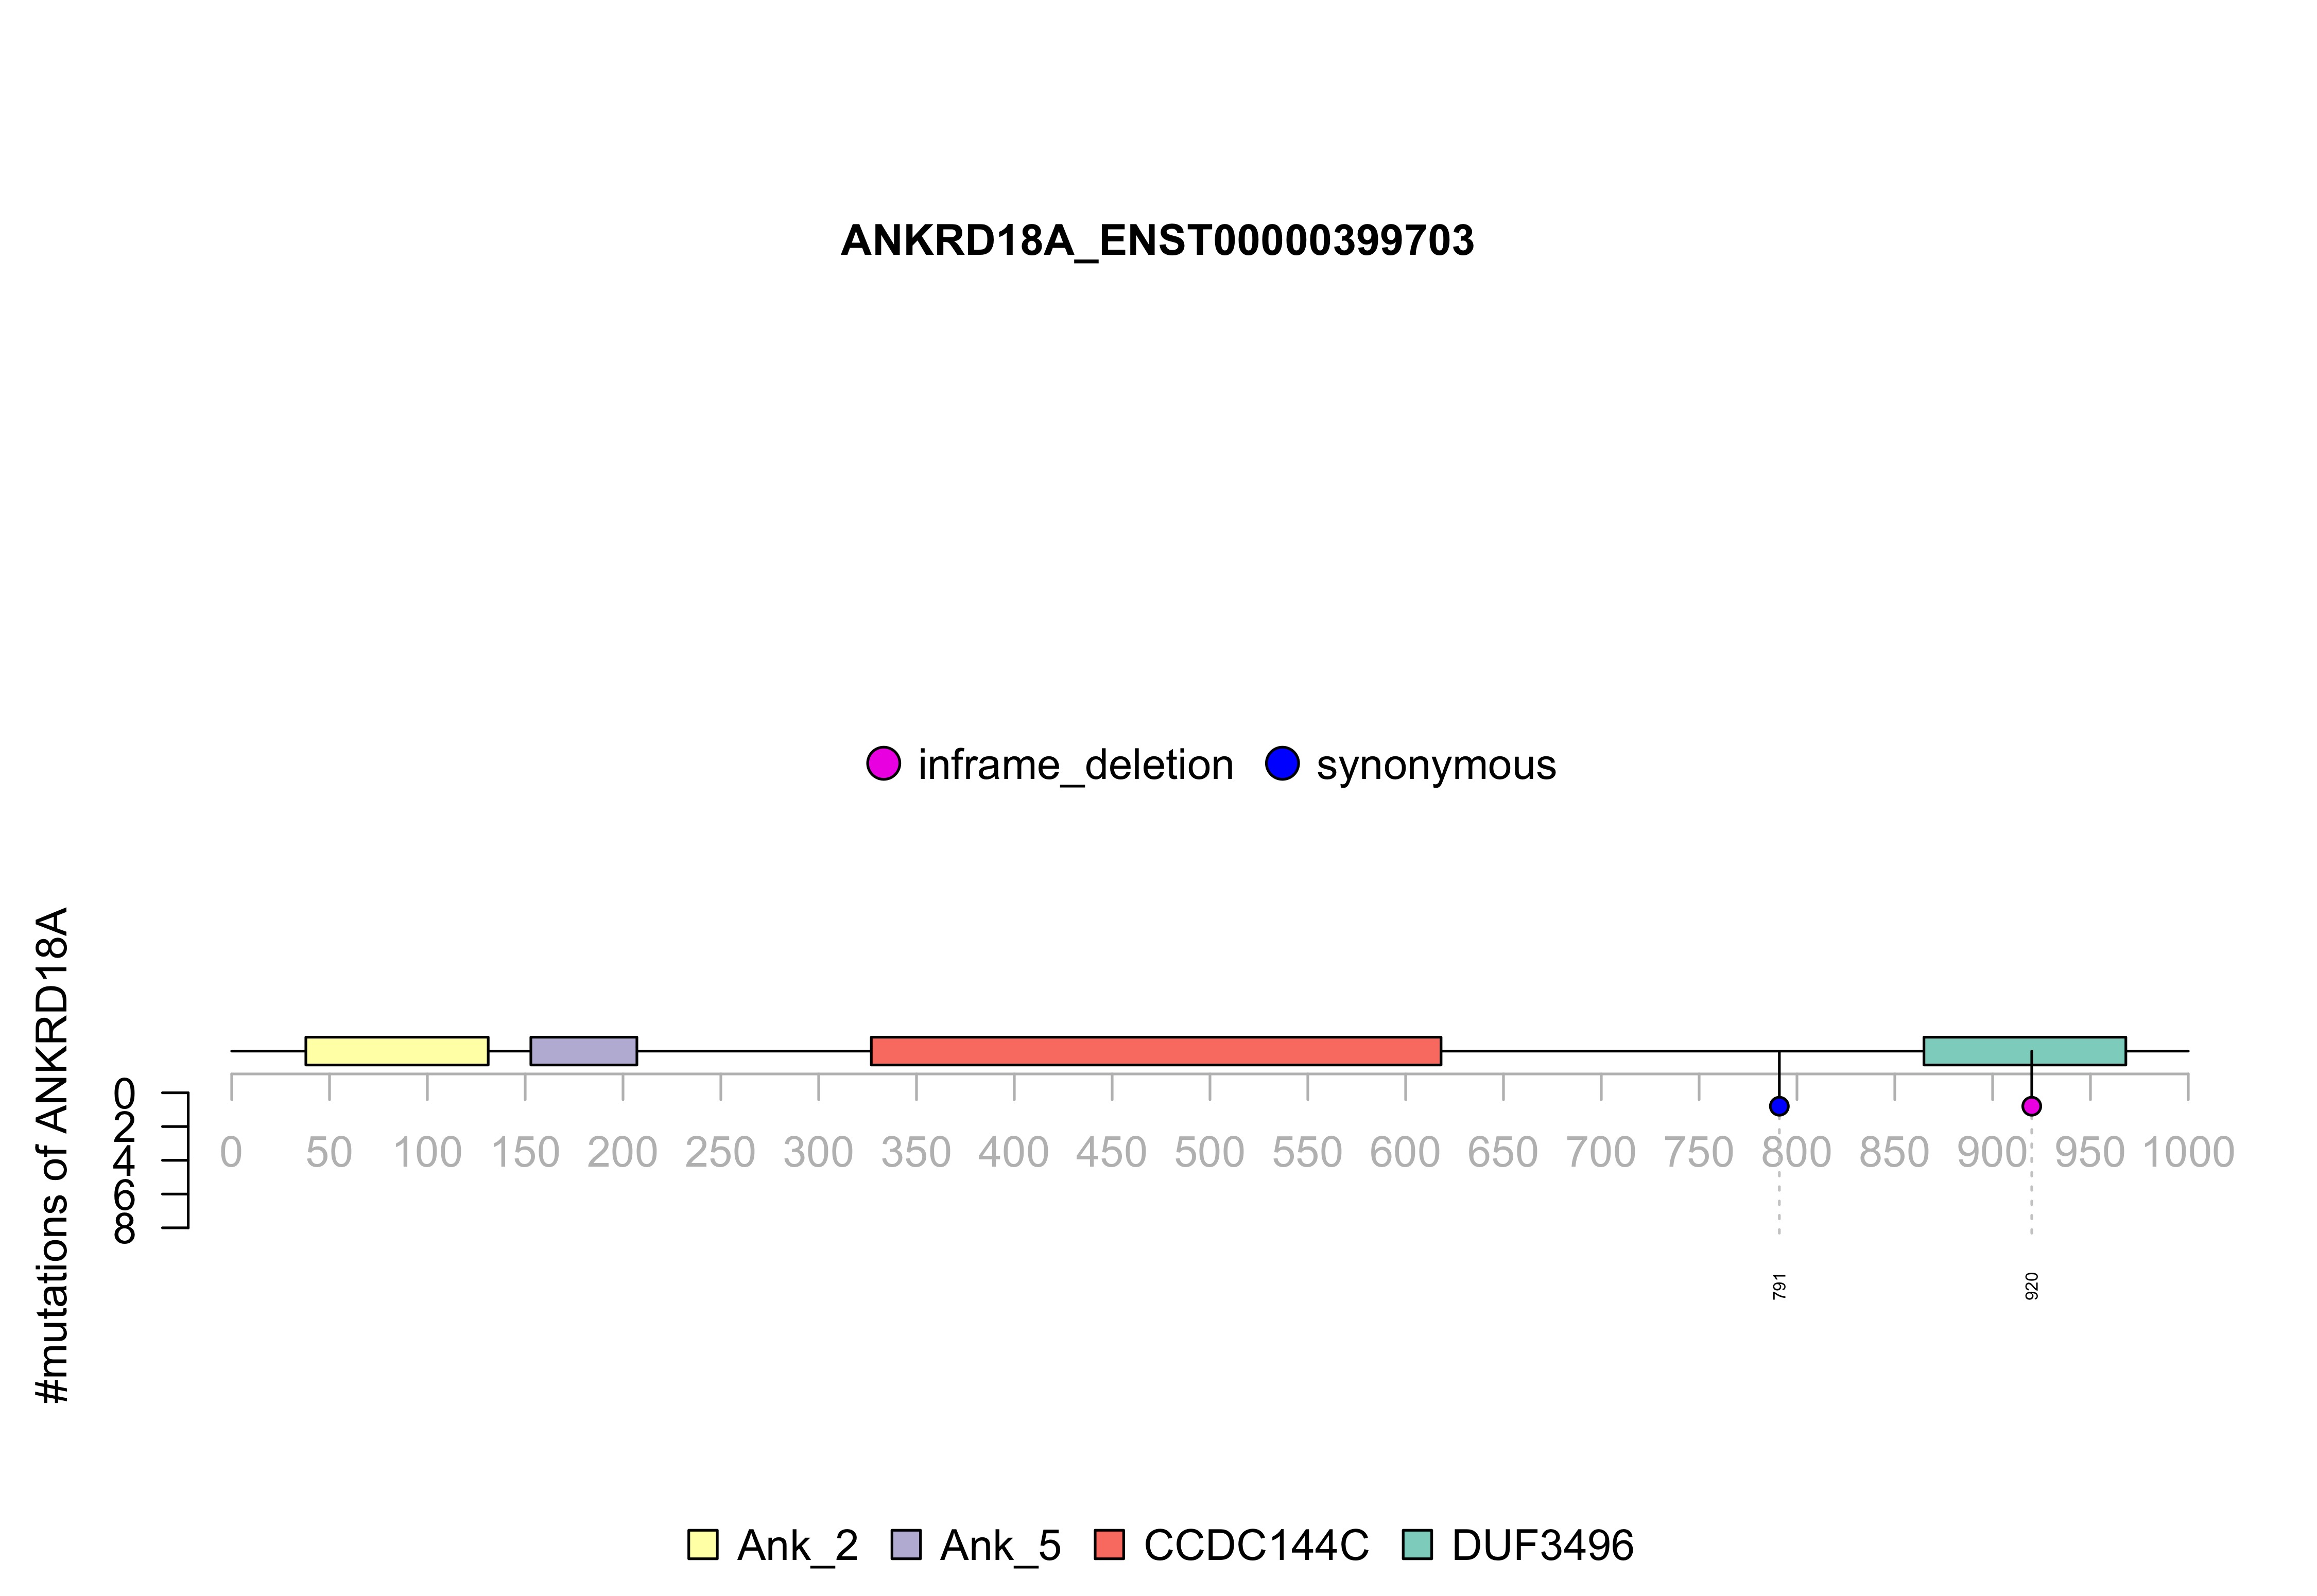 ANKRD18A_ENST00000399703
inframe_deletion synonymous
#mutations of ANKRD18A
0
2
4
6
8
0 50 100 150 200 250 300 350 400 450 500 550 600 650 700 750 800 850 900 950 1000
791 920
Ank_2 Ank_5 CCDC144C DUF3496